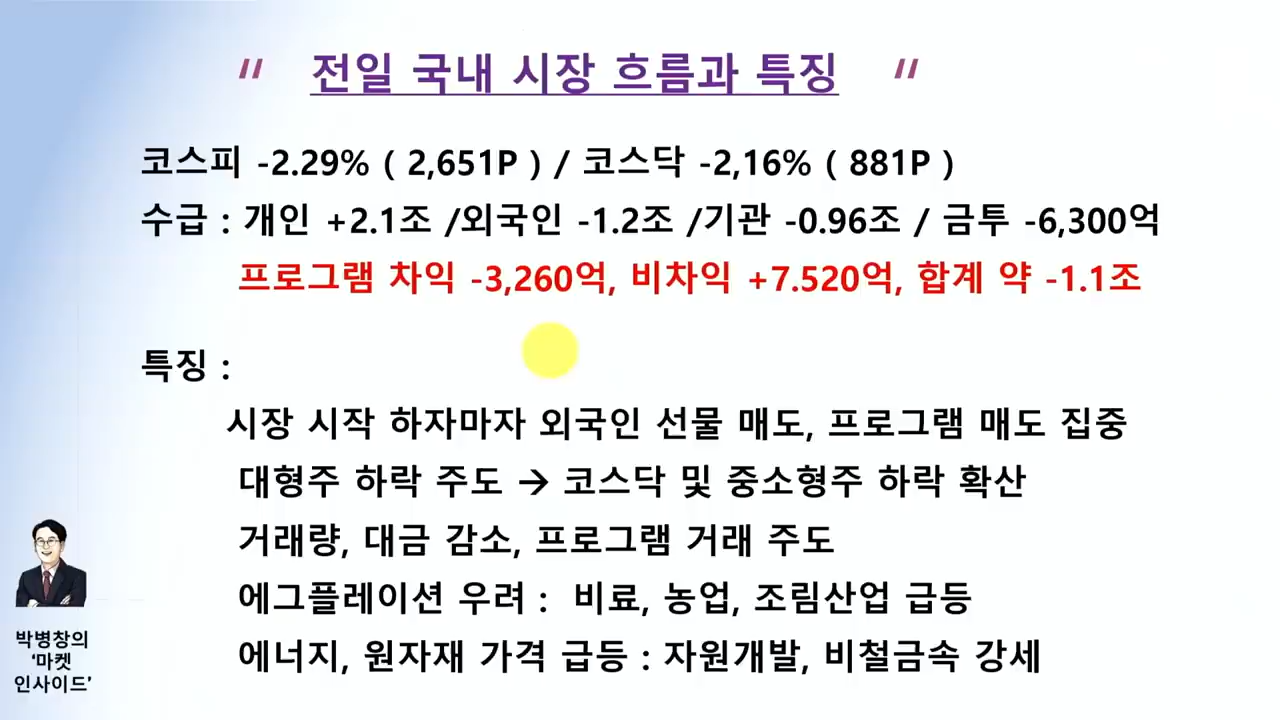 " 전일 국내 시장 흐름과 특징 "
코스피 -2.29% ( 2,651P ) / 코스닥 -2,16% ( 881P )
수급 : 개인 +2.1조 /외국인 -1.2조 /기관 -0.96조 / 금투 -6,300억
프로그램 차익 -3,260억, 비차익 +7.520억, 합계 약 -1.1조
특징 :
시장 시작 하자마자 외국인 선물 매도, 프로그램 매도 집중
대형주 하락 주도 → 코스닥 및 중소형주 하락 확산
거래량, 대금 감소, 프로그램 거래 주도
에그플레이션 우려 : 비료, 농업, 조림산업 급등
에너지, 원자재 가격 급등 : 자원개발, 비철금속 강세
박병창의
‘마켓
인사이드’